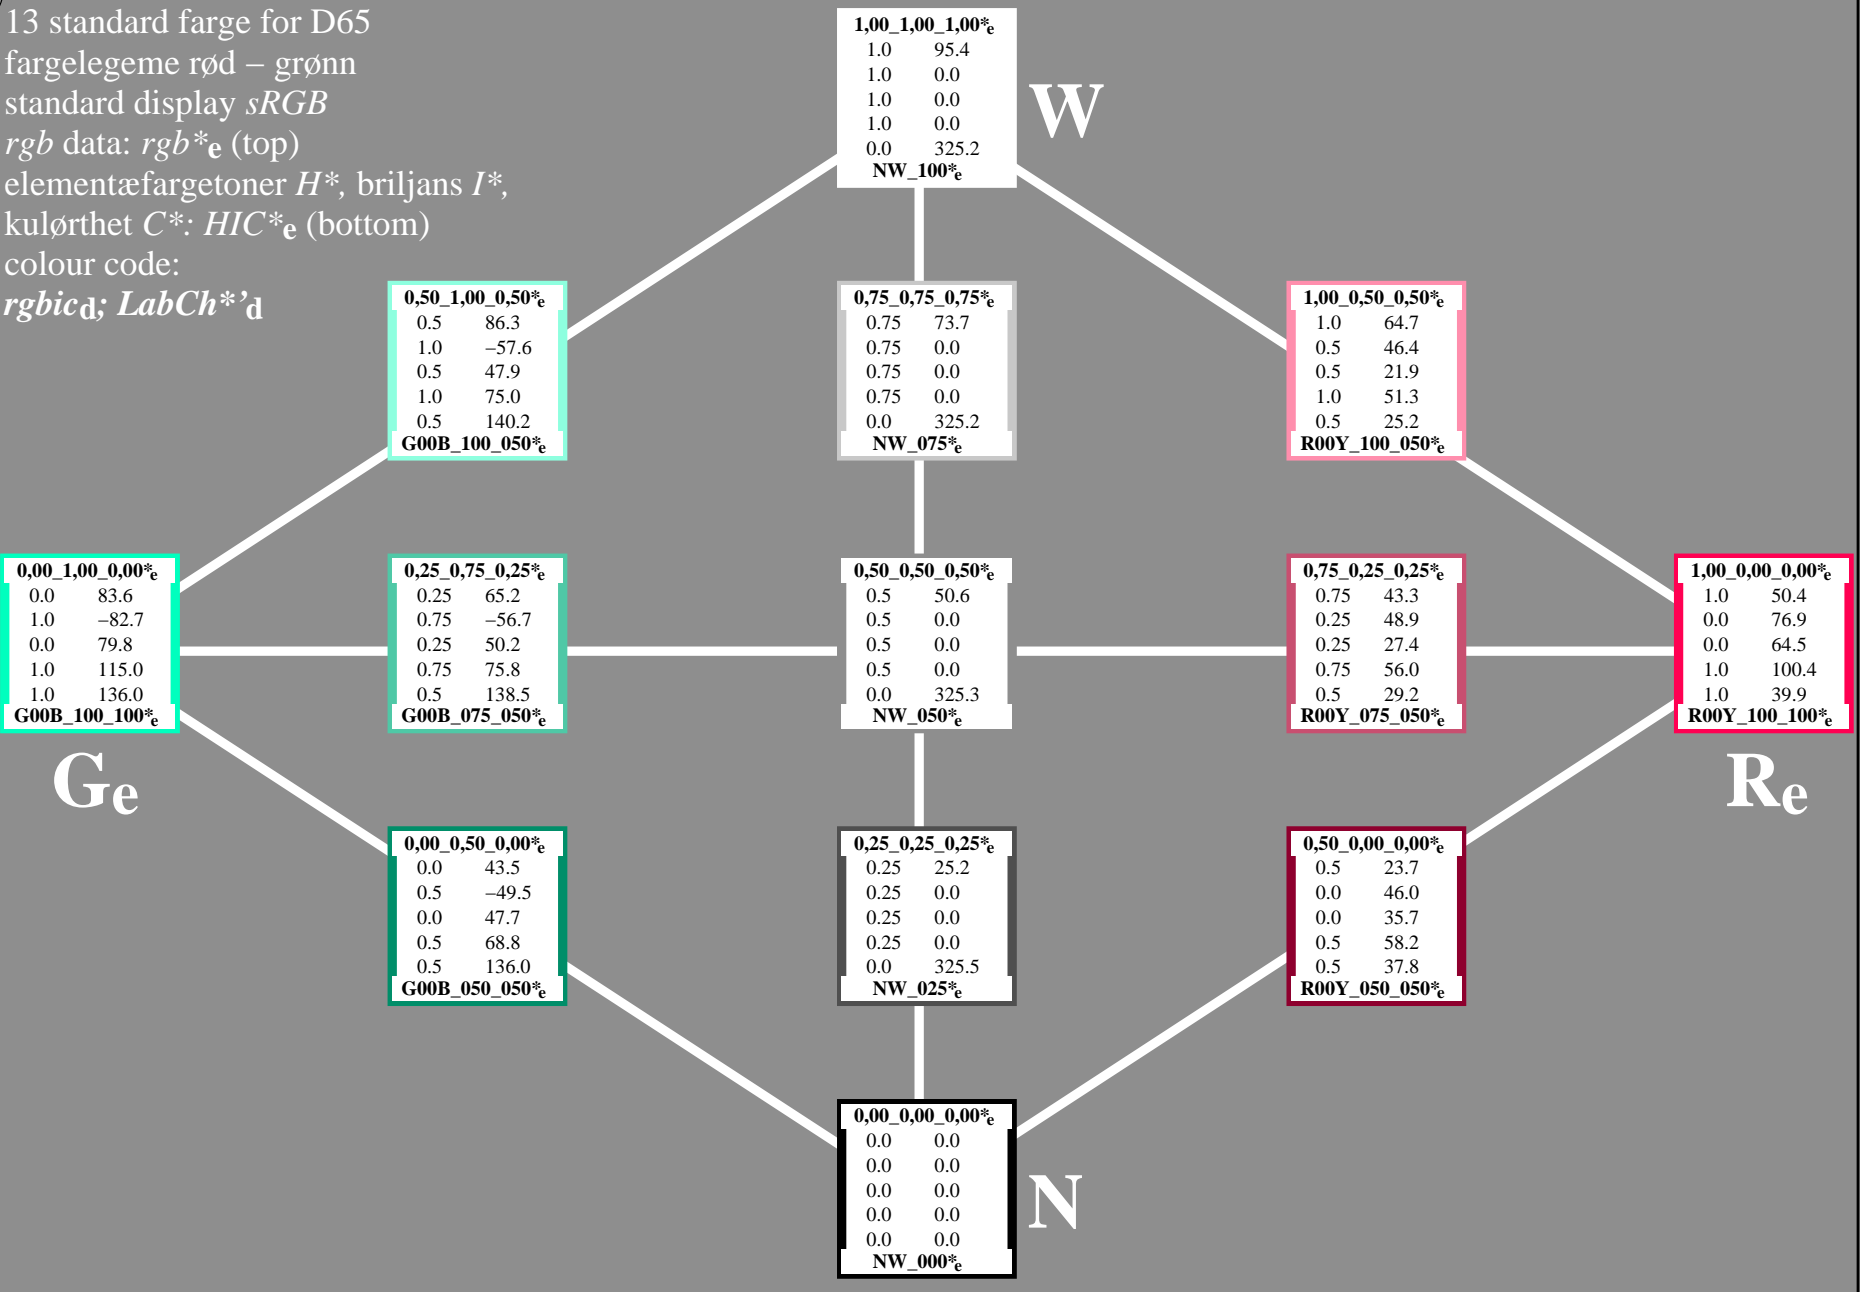 13 standard farge for D65
fargelegeme rød – grønn
standard display sRGB
rgb data: rgb*e (top)
elementæfargetoner H*, briljans I*,
kulørthet C*: HIC*e (bottom)
colour code:
rgbicd; LabCh*’d
1,00_1,00_1,00*e
1.0 95.4
1.0 0.0
1.0 0.0
1.0 0.0
0.0 325.2
NW_100*e
W
0,50_1,00_0,50*e
0.5 86.3
1.0 −57.6
0.5 47.9
1.0 75.0
0.5 140.2
G00B_100_050*e
0,75_0,75_0,75*e
0.75 73.7
0.75 0.0
0.75 0.0
0.75 0.0
0.0 325.2
NW_075*e
1,00_0,50_0,50*e
1.0 64.7
0.5 46.4
0.5 21.9
1.0 51.3
0.5 25.2
R00Y_100_050*e
0,00_1,00_0,00*e
0.0 83.6
1.0 −82.7
0.0 79.8
1.0 115.0
1.0 136.0
G00B_100_100*e
Ge
0,25_0,75_0,25*e
0.25 65.2
0.75 −56.7
0.25 50.2
0.75 75.8
0.5 138.5
G00B_075_050*e
0,50_0,50_0,50*e
0.5 50.6
0.5 0.0
0.5 0.0
0.5 0.0
0.0 325.3
NW_050*e
0,75_0,25_0,25*e
0.75 43.3
0.25 48.9
0.25 27.4
0.75 56.0
0.5 29.2
R00Y_075_050*e
1,00_0,00_0,00*e
1.0 50.4
0.0 76.9
0.0 64.5
1.0 100.4
1.0 39.9
R00Y_100_100*e
Re
0,00_0,50_0,00*e
0.0 43.5
0.5 −49.5
0.0 47.7
0.5 68.8
0.5 136.0
G00B_050_050*e
0,25_0,25_0,25*e
0.25 25.2
0.25 0.0
0.25 0.0
0.25 0.0
0.0 325.5
NW_025*e
0,50_0,00_0,00*e
0.5 23.7
0.0 46.0
0.0 35.7
0.5 58.2
0.5 37.8
R00Y_050_050*e
0,00_0,00_0,00*e
0.0 0.0
0.0 0.0
0.0 0.0
0.0 0.0
0.0 0.0
NW_000*e
N